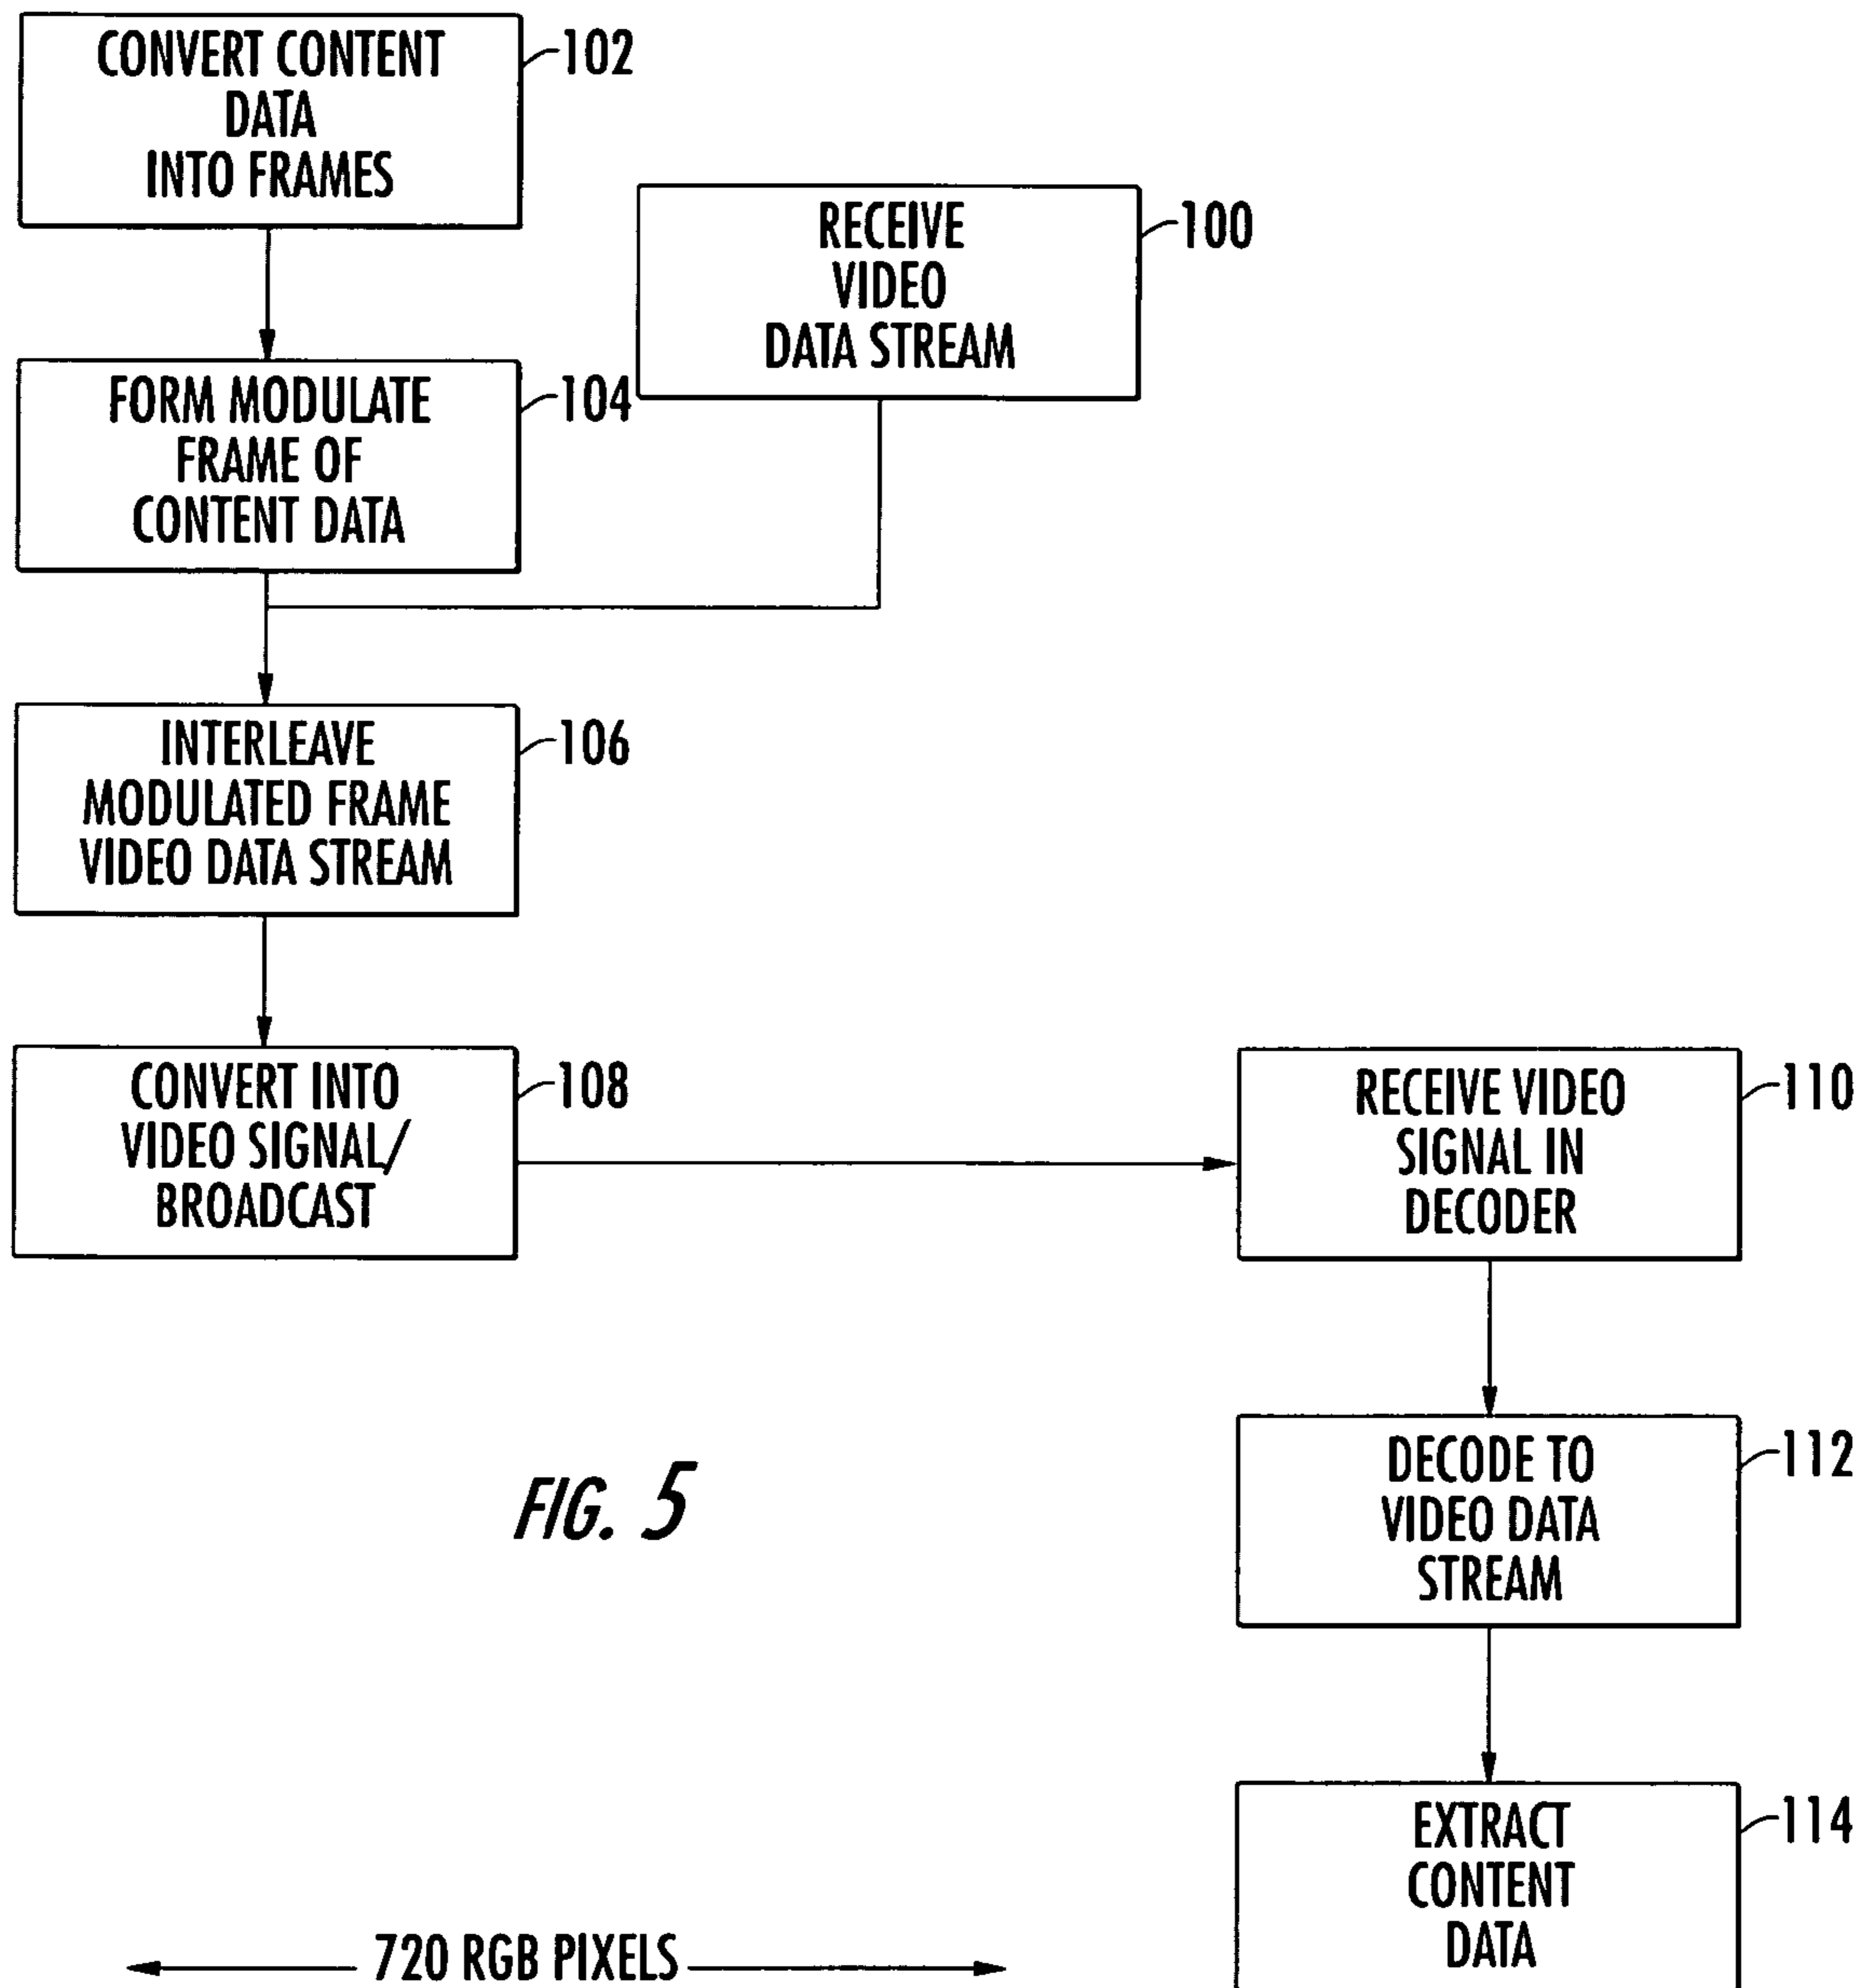 CONVERT CONTENT
DATA
INTO FRAMES
102
RECEIVE
VIDEO
DATA STREAM
100
FORM MODULATE
FRAME OF
CONTENT DATA
104
INTERLEAVE
MODULATED FRAME
VIDEO DATA STREAM
106
CONVERT INTO
VIDEO SIGNAL/
BROADCAST
108
RECEIVE VIDEO
SIGNAL IN
DECODER
110
DECODE TO
VIDEO DATA
STREAM
112
FIG. 5
EXTRACT
CONTENT
DATA
114
720 RGB PIXELS